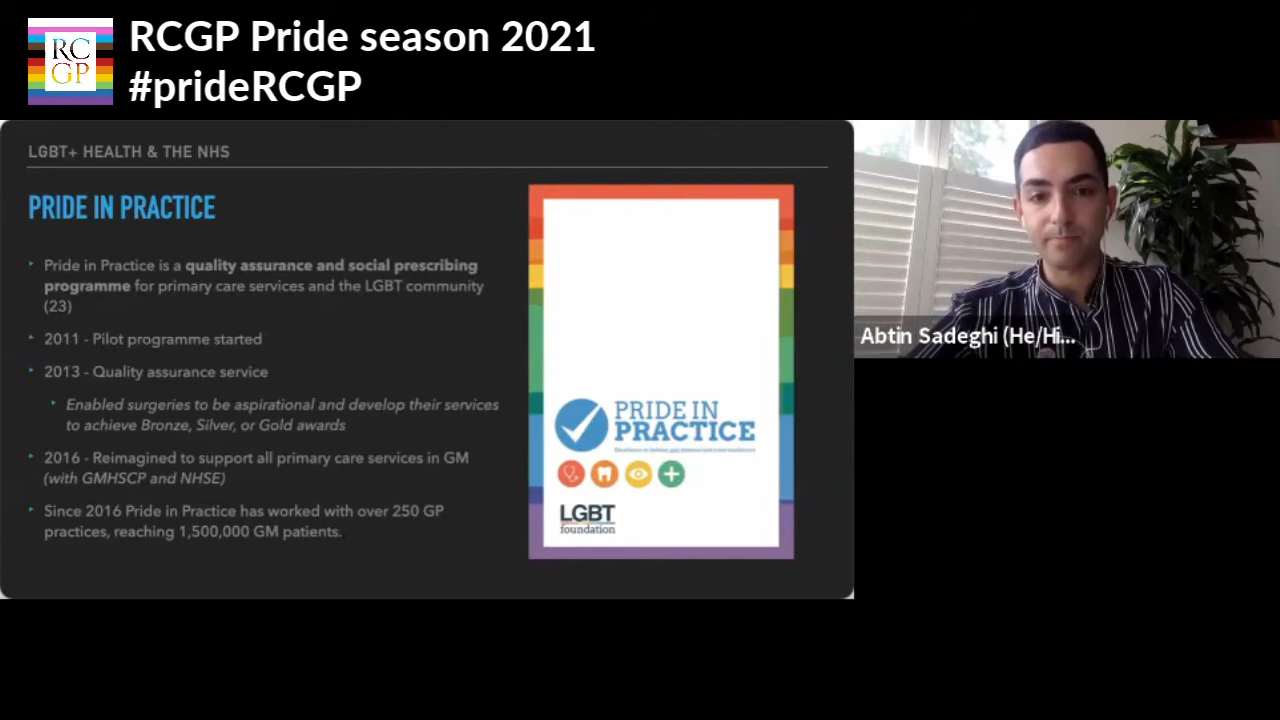 RC
GP
RCGP Pride season 2021
#prideRCGP
LGBT+ HEALTH & THE NHS
PRIDE IN PRACTICE
Pride in Practice is a quality assurance and social prescribing
programme for primary care services and the LGBT community
(23)
2011 - Pilot programme started
2013 - Quality assurance service
Enabled surgeries to be aspirational and develop their services
to achieve Bronze, Silver, or Gold awards
2016 - Reimagined to support all primary care services in GM
(with GMHSCP and NHSE)
Since 2016 Pride in Practice has worked with over 250 GP
practices, reaching 1,500,000 GM patients.
PRIDE IN
PRACTICE
LGBT
foundation
Abtin Sadeghi (He/Hi...